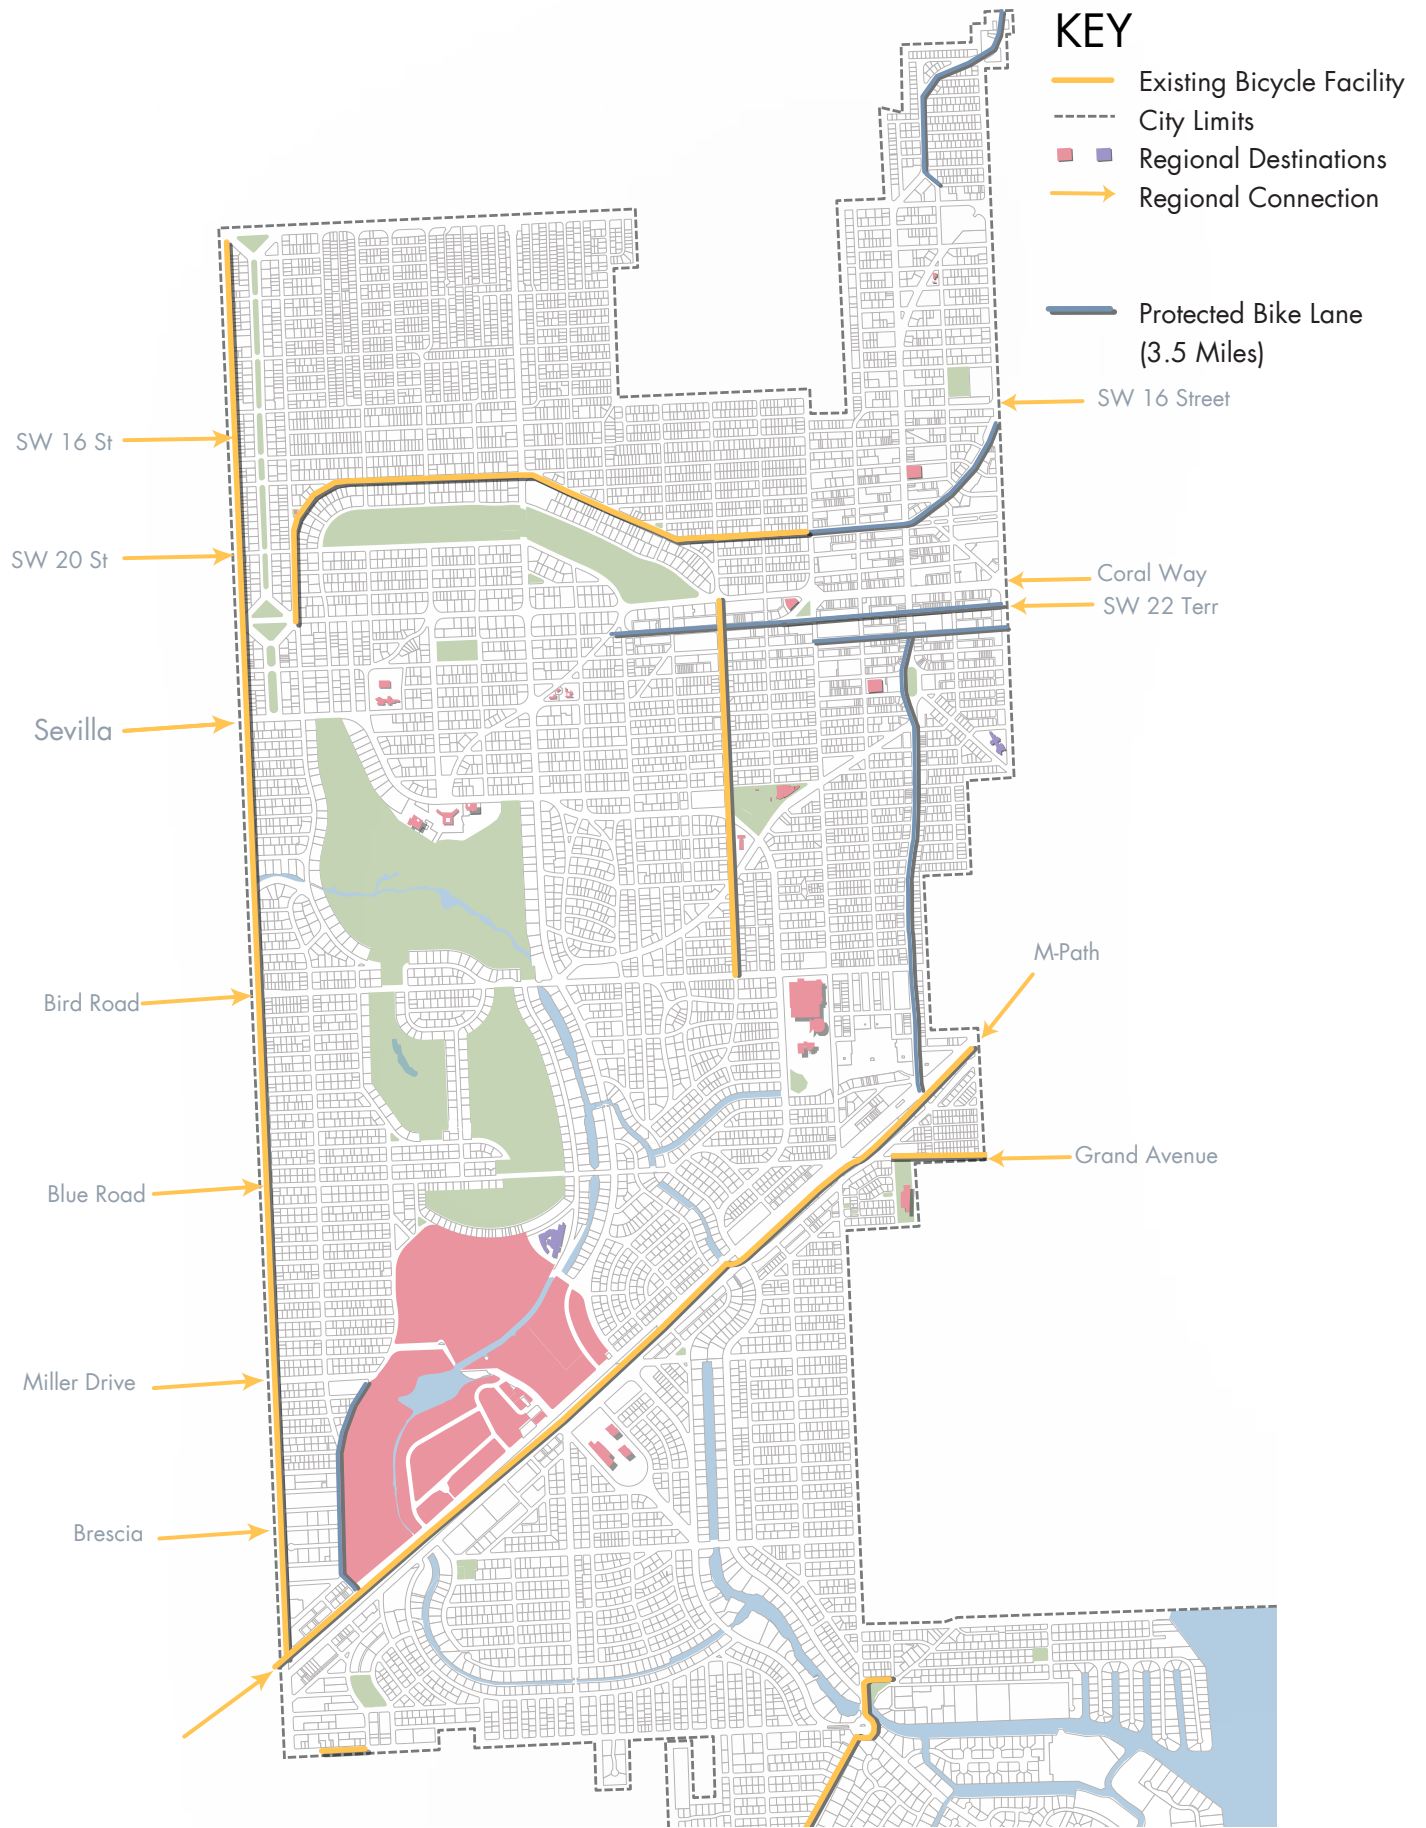 KEY
Existing Bicycle Facility
City Limits
Regional Destinations
Regional Connection
Protected Bike Lane
(3.5 Miles)
SW 16 Street
SW 16 St
SW 20 St
Coral Way
SW 22 Terr
Sevilla
M-Path
Bird Road
Grand Avenue
Blue Road
Miller Drive
Brescia